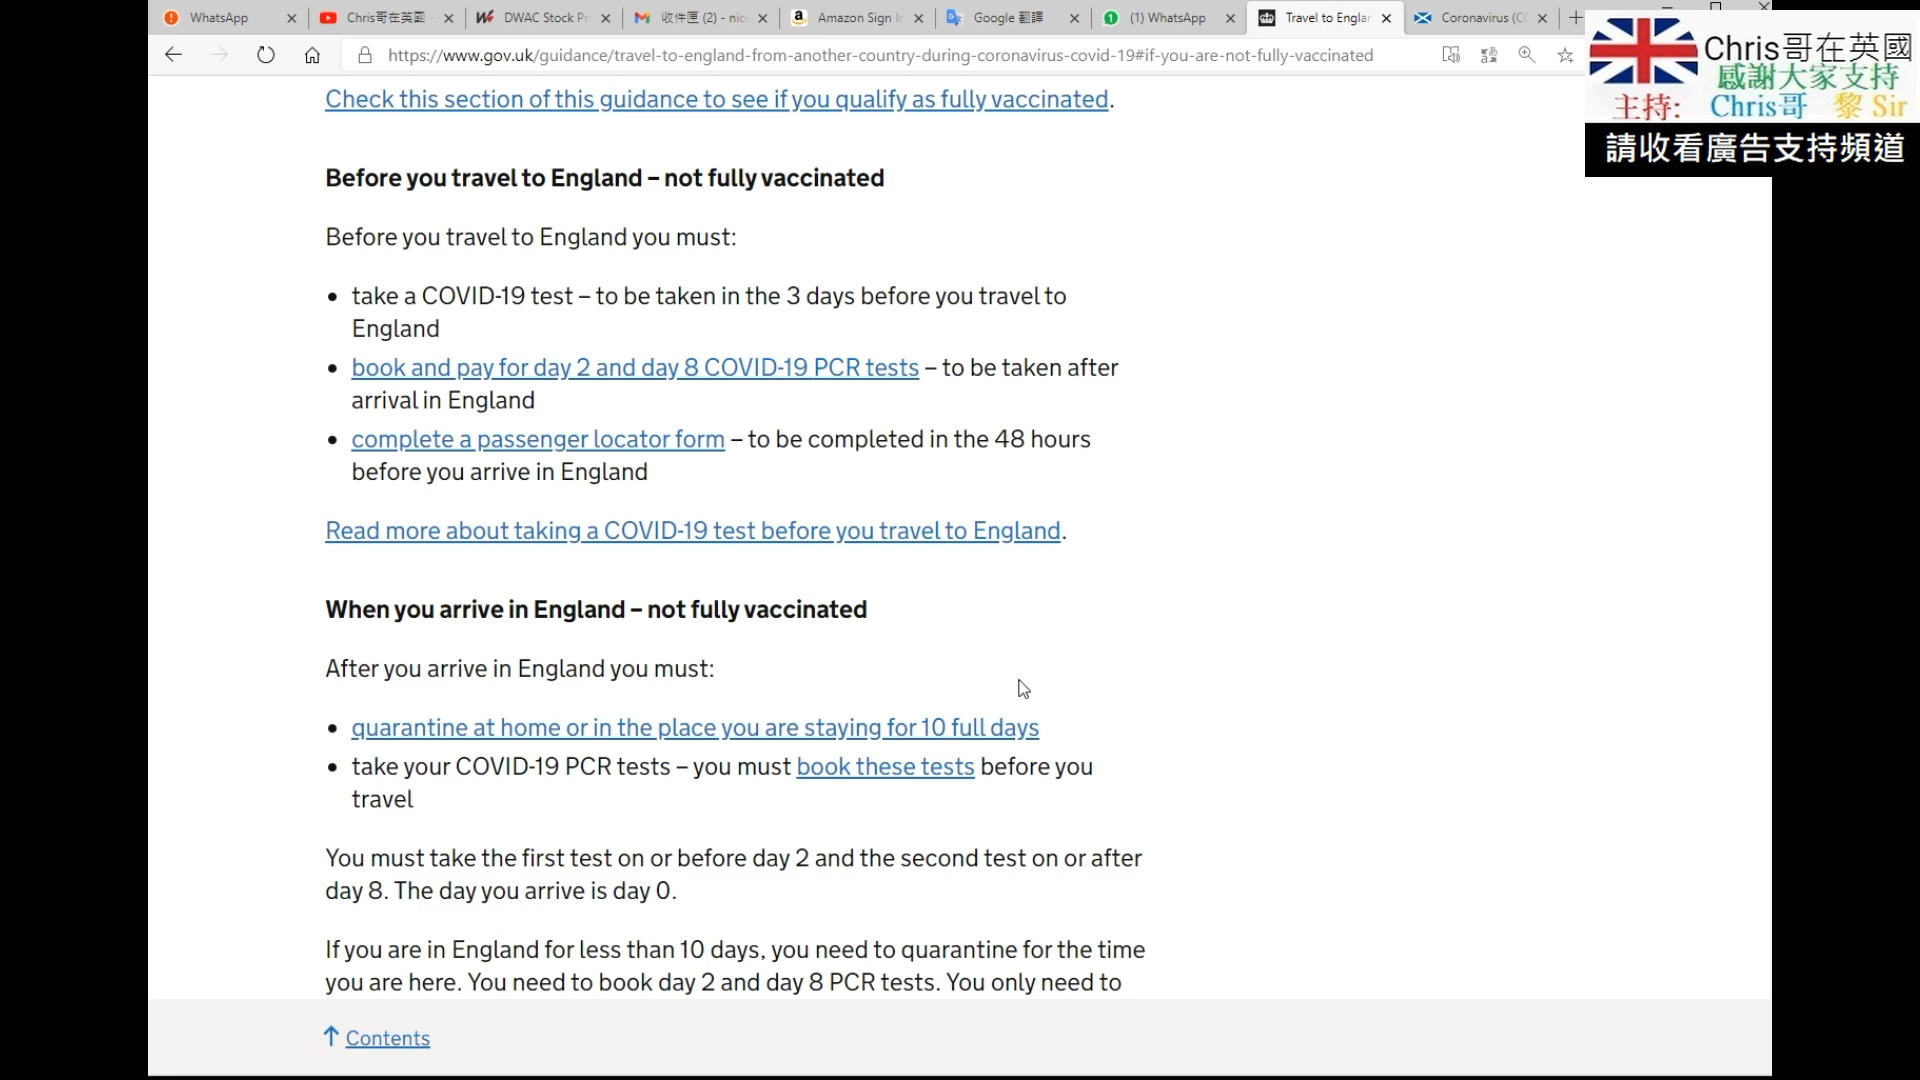 WhatsApp
Chris哥在英國 -
DWAC Stock Pr
收件匣 (2) - nic
Amazon Sign In
Google 翻譯
(1) WhatsApp
Travel to Englan
Coronavirus (CO
https://www.gov.uk/guidance/travel-to-england-from-another-country-during-coronavirus-covid-19#if-you-are-not-fully-vaccinated
Chris哥在英國
感謝大家支持
主持: Chris哥 黎 Sir
請收看廣告支持頻道
Check this section of this guidance to see if you qualify as fully vaccinated.
Before you travel to England – not fully vaccinated
Before you travel to England you must:
• take a COVID-19 test – to be taken in the 3 days before you travel to
England
• book and pay for day 2 and day 8 COVID-19 PCR tests – to be taken after
arrival in England
• complete a passenger locator form – to be completed in the 48 hours
before you arrive in England
Read more about taking a COVID-19 test before you travel to England.
When you arrive in England – not fully vaccinated
After you arrive in England you must:
• quarantine at home or in the place you are staying for 10 full days
• take your COVID-19 PCR tests – you must book these tests before you
travel
You must take the first test on or before day 2 and the second test on or after
day 8. The day you arrive is day 0.
If you are in England for less than 10 days, you need to quarantine for the time
you are here. You need to book day 2 and day 8 PCR tests. You only need to
↑ Contents